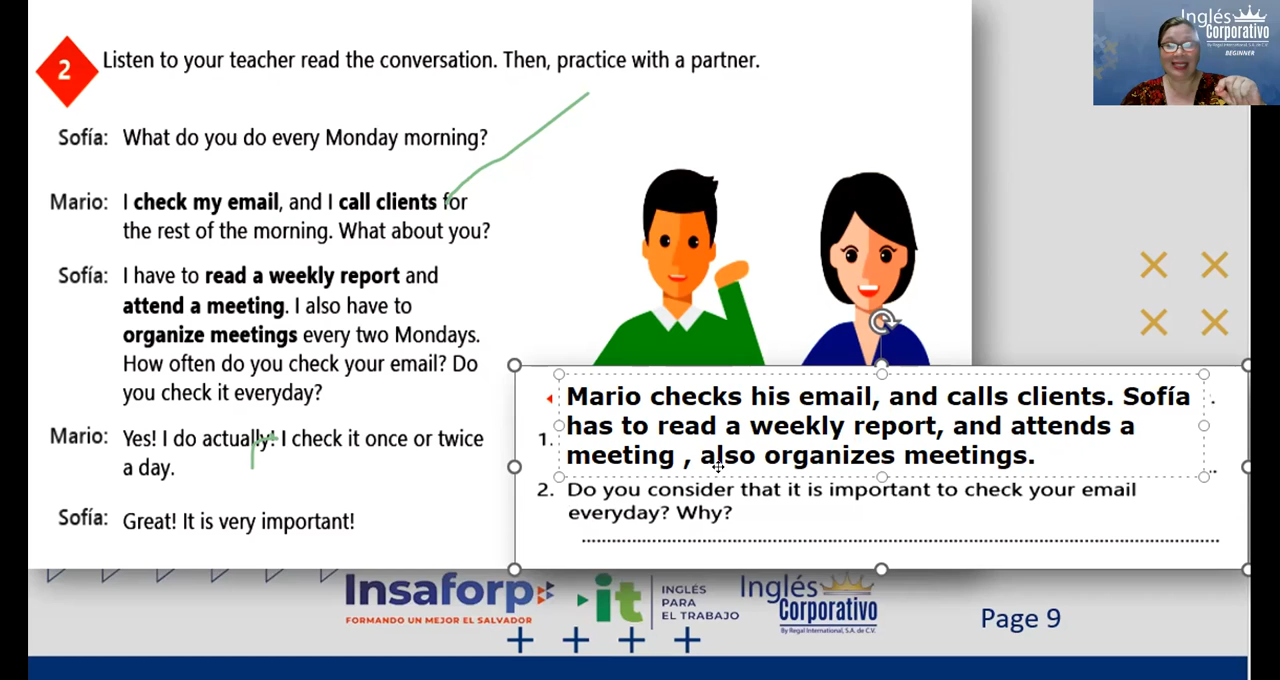 Inglés
Corporativo
By Regal International, S.A. de C.V.
BEGINNER
2 Listen to your teacher read the conversation. Then, practice with a partner.
Sofía: What do you do every Monday morning?
Mario: I check my email, and I call clients for
the rest of the morning. What about you?
Sofía: I have to read a weekly report and
attend a meeting. I also have to
organize meetings every two Mondays.
How often do you check your email? Do
you check it everyday?
Mario: Yes! I do actually! I check it once or twice
a day.
Sofía: Great! It is very important!
1. Mario checks his email, and calls clients. Sofía
has to read a weekly report, and attends a
meeting , also organizes meetings.
2. Do you consider that it is important to check your email
everyday? Why?
Insaforp
FORMANDO UN MEJOR EL SALVADOR
it
INGLÉS
PARA
EL TRABAJO
Inglés
Corporativo
By Regal International, S.A. de C.V.
Page 9